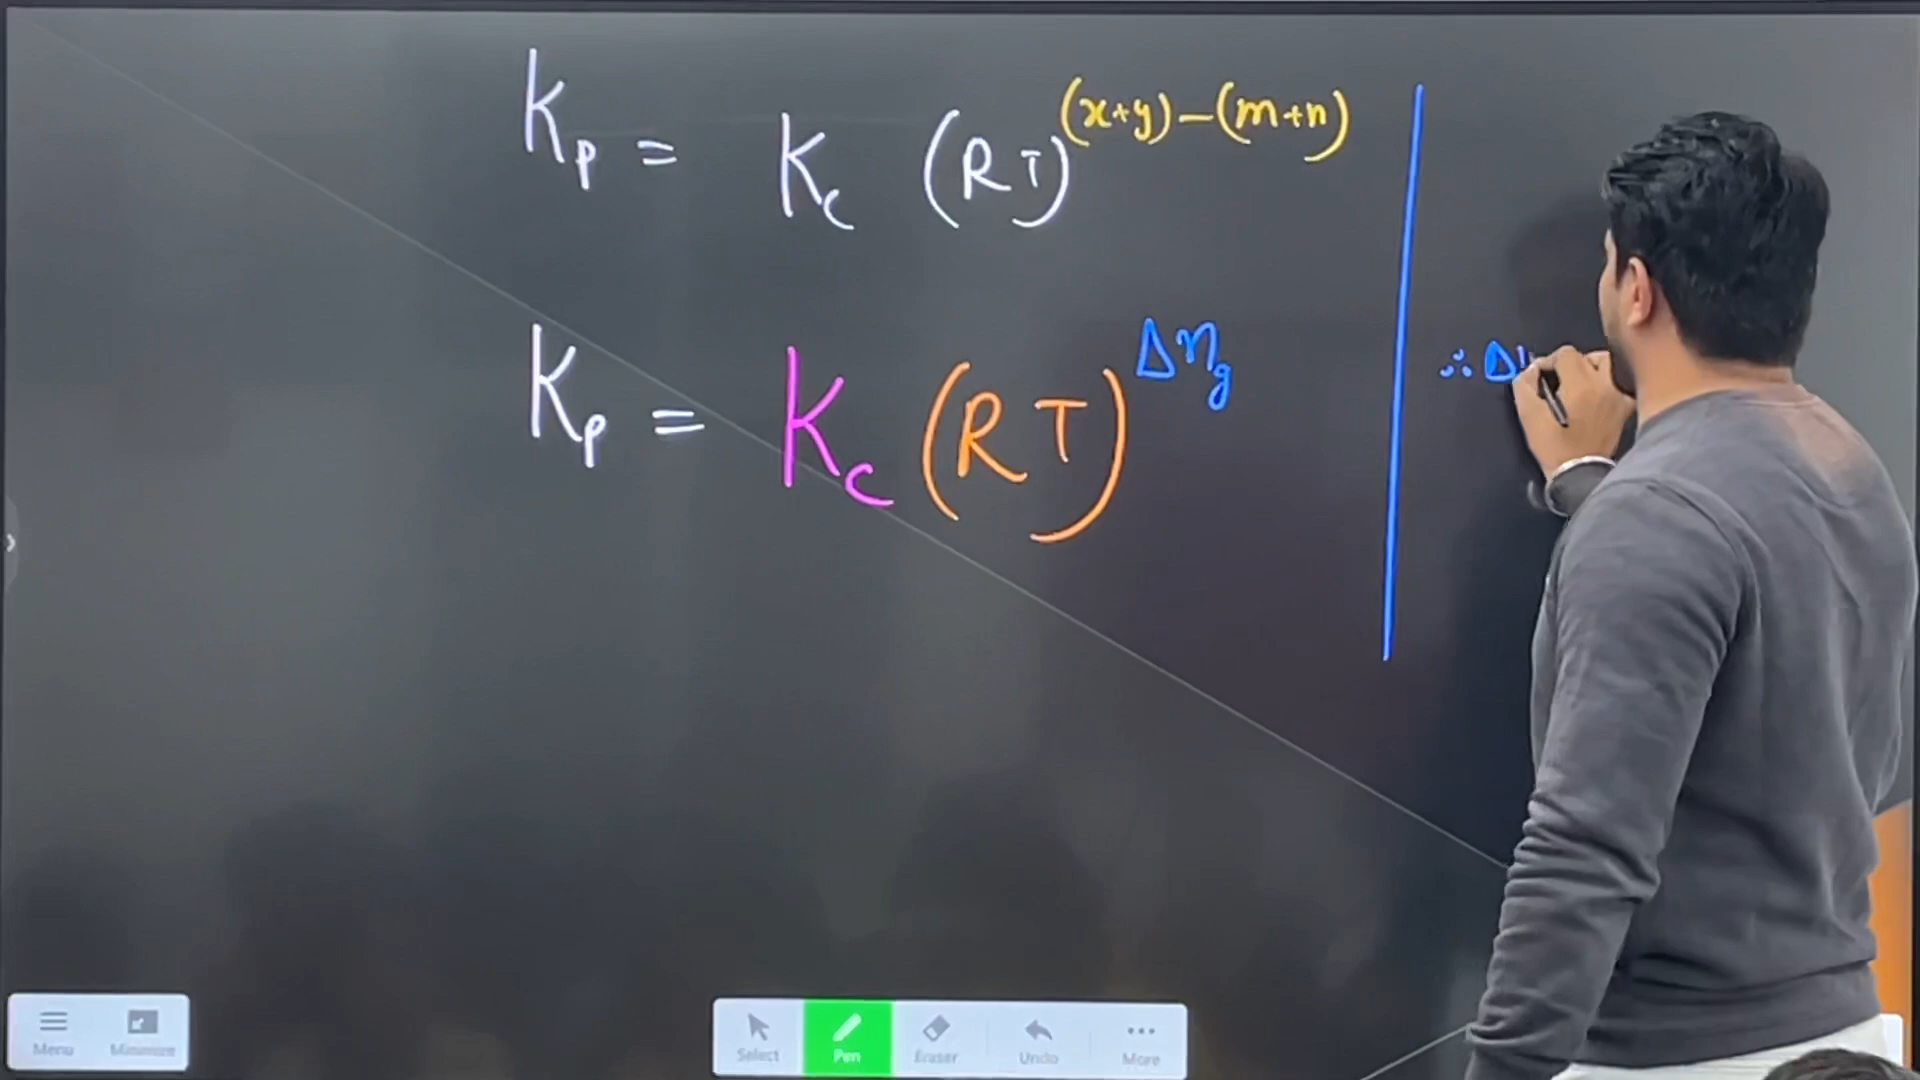 Kp = Kc (RT)^(x+y)-(m+n)
Kp = Kc (RT)^Δng
∴ Δ
Menu Minimize
Select Pen Eraser Undo More